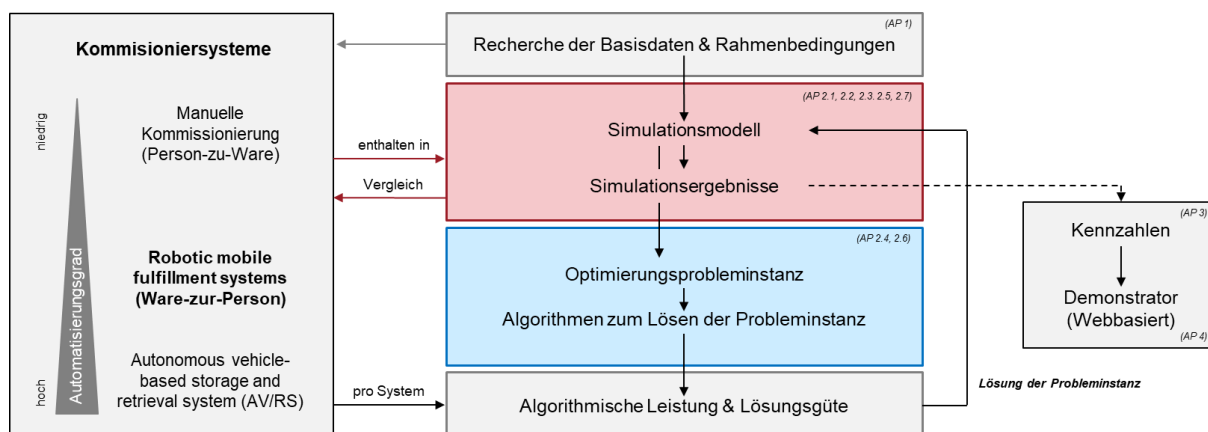 Kommisioniersysteme
niedrig
Automatisierungsgrad
hoch
Manuelle
Kommissionierung
(Person-zu-Ware)
Robotic mobile
fulfillment systems
(Ware-zur-Person)
Autonomous vehicle-
based storage and
retrieval system (AV/RS)
enthalten in
Vergleich
pro System
(AP 1)
Recherche der Basisdaten & Rahmenbedingungen
(AP 2.1, 2.2, 2.3. 2.5, 2.7)
Simulationsmodell
Simulationsergebnisse
(AP 2.4, 2.6)
Optimierungsprobleminstanz
Algorithmen zum Lösen der Probleminstanz
Algorithmische Leistung & Lösungsgüte
Lösung der Probleminstanz
(AP 3)
Kennzahlen
Demonstrator
(Webbasiert)
(AP 4)